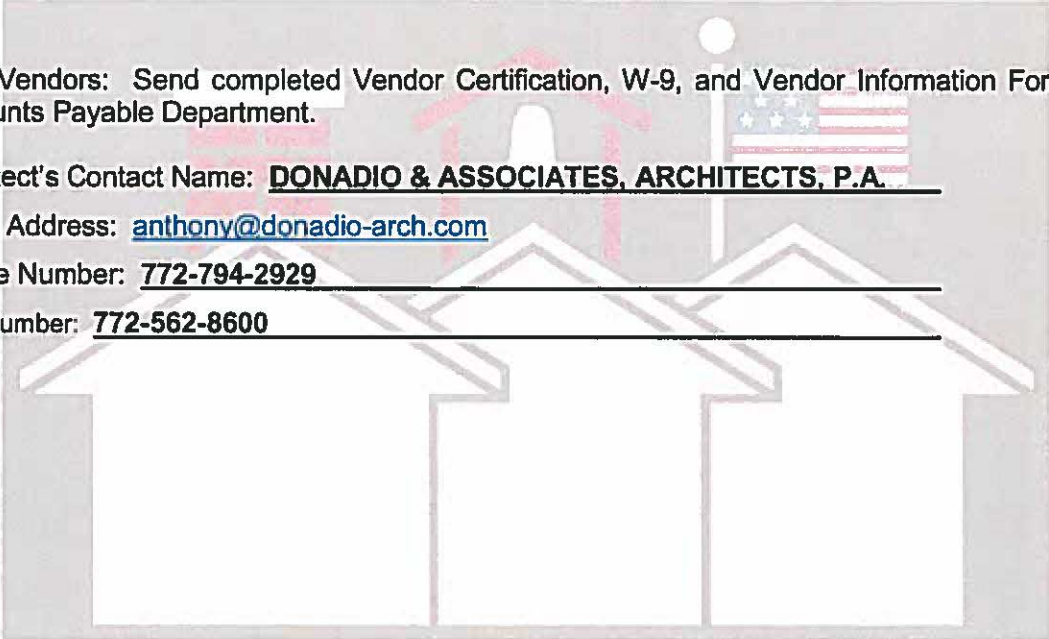 Vendors: Send completed Vendor Certification, W-9, and Vendor Information For
unts Payable Department.
ect's Contact Name: DONADIO & ASSOCIATES, ARCHITECTS, P.A.
Address: anthony@donadio-arch.com
e Number: 772-794-2929
umber: 772-562-8600